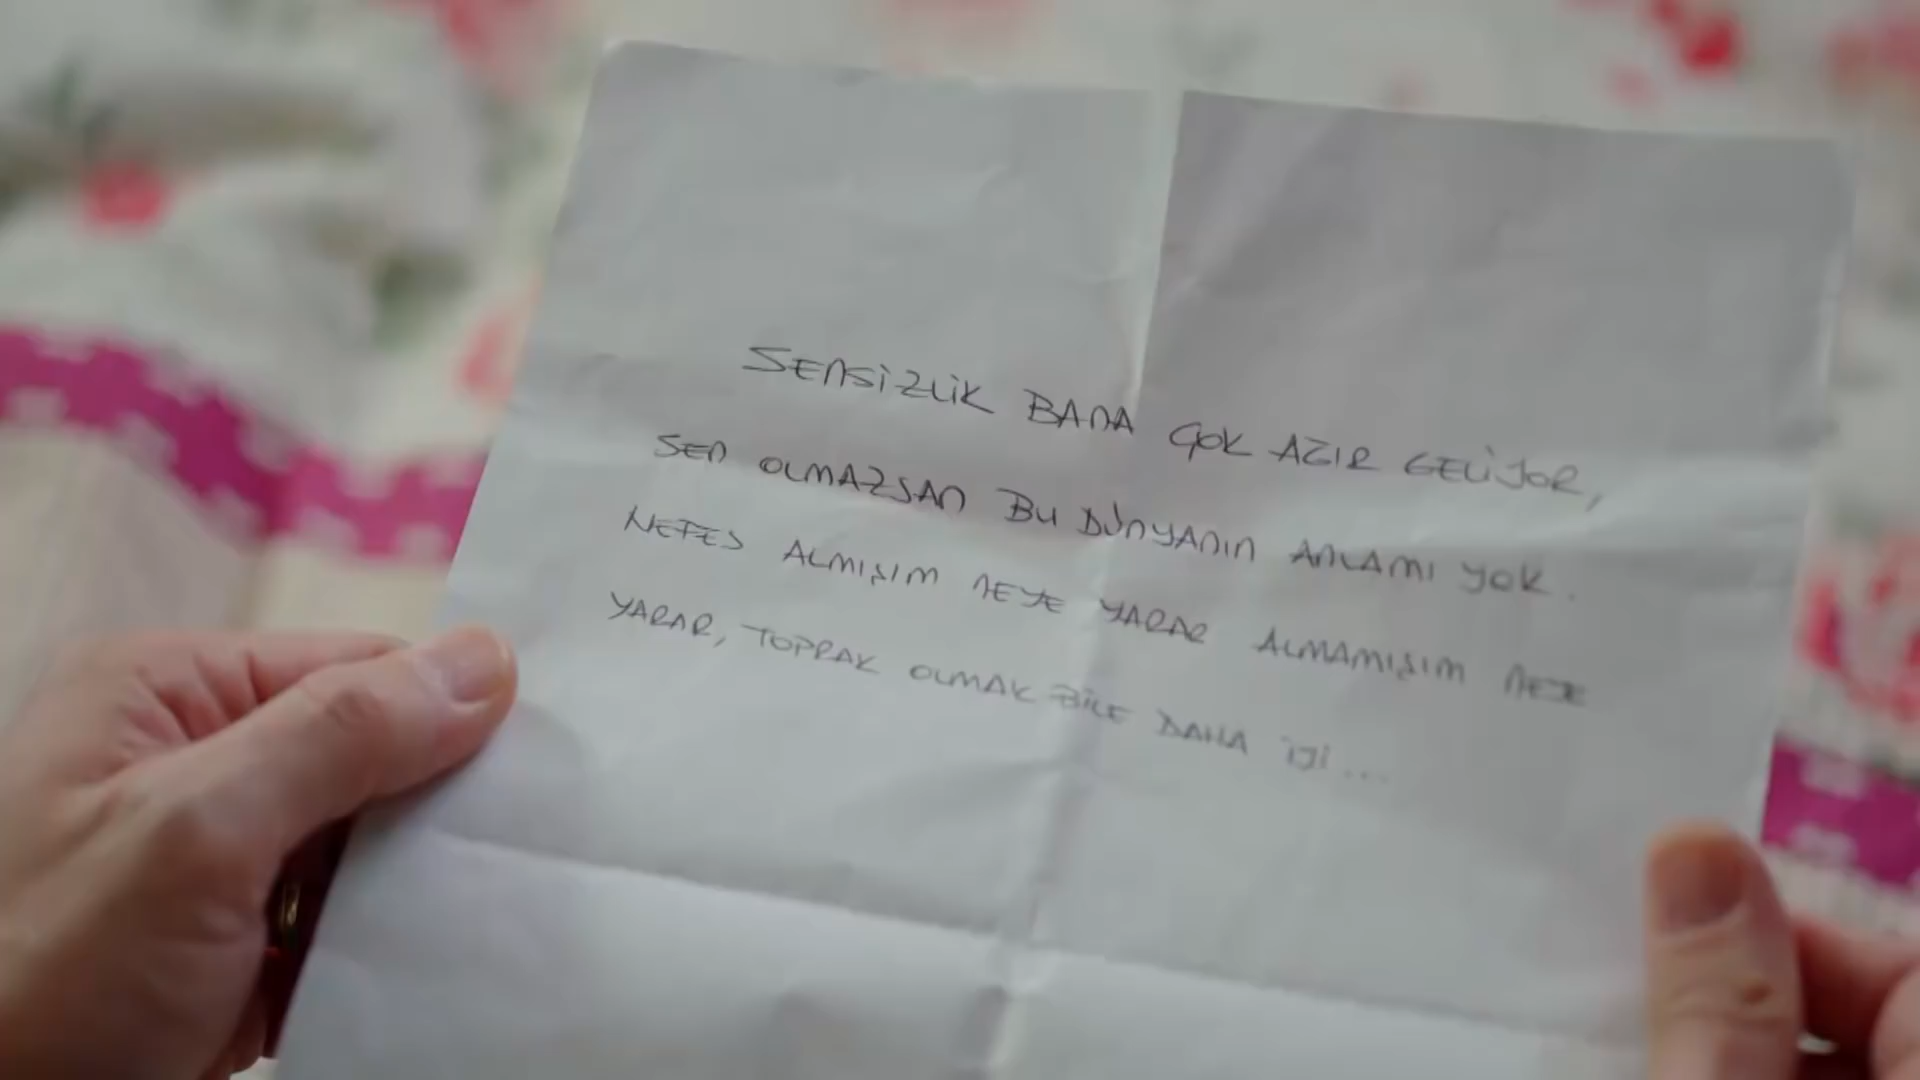 SENSİZLİK BANA ÇOK AĞIR GELİYOR,
SEN OLMAZSAN BU DÜNYANIN ANLAMI YOK.
NEFES ALMIŞIM NEYE YARAR ALMAMIŞIM NEYE
YARAR, TOPRAK OLMAK BİLE DAHA İYİ...